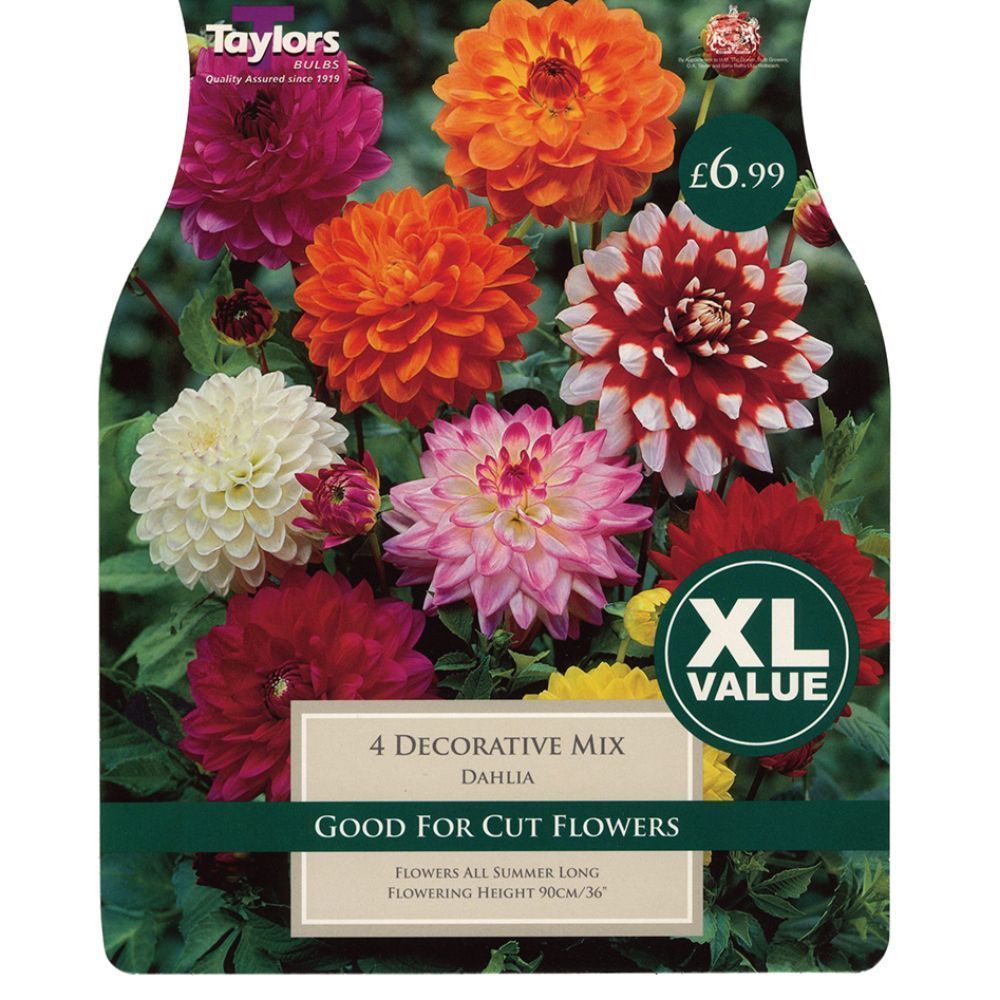 Taylors
BULBS
Quality Assured since 1919
£6.99
XL
VALUE
4 DECORATIVE MIX
DAHLIA
GOOD FOR CUT FLOWERS
FLOWERS ALL SUMMER LONG
FLOWERING HEIGHT 90CM/36"